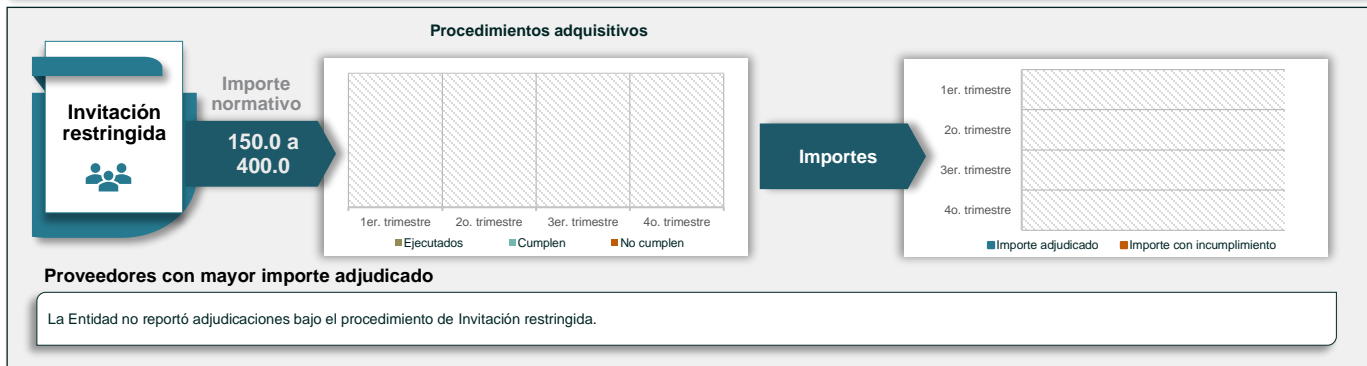 Procedimientos adquisitivos
Invitación
restringida
Importe
normativo
150.0 a
400.0
1er. trimestre 2o. trimestre 3er. trimestre 4o. trimestre
Ejecutados Cumplen No cumplen
Importes
1er. trimestre
2o. trimestre
3er. trimestre
4o. trimestre
Importe adjudicado Importe con incumplimiento
Proveedores con mayor importe adjudicado
La Entidad no reportó adjudicaciones bajo el procedimiento de Invitación restringida.